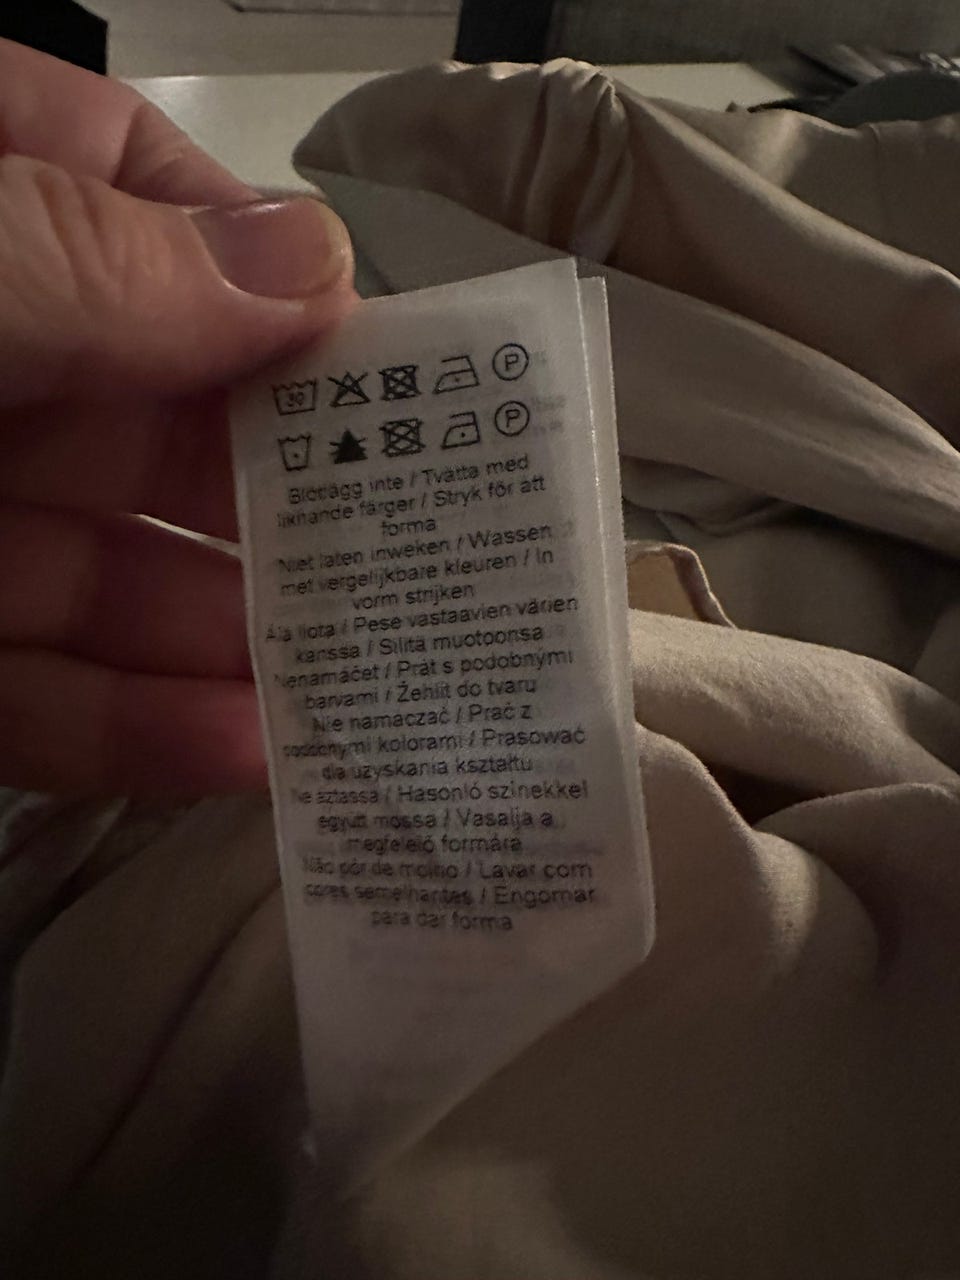 30 P
P
Blötlägg inte / Tvätta med
liknande färger / Stryk för att
forma
Niet laten inweken / Wassen
met vergelijkbare kleuren / In
vorm strijken
Älä liota / Pese vastaavien värien
kanssa / Silitä muotoonsa
Nenamáčet / Prát s podobnými
barvami / Žehlit do tvaru
Nie namaczać / Prać z
podobnymi kolorami / Prasować
dla uzyskania kształtu
Ne áztassa / Hasonló színekkel
együtt mossa / Vasalja a
megfelelő formára
Não pôr de molho / Lavar com
cores semelhantes / Engomar
para dar forma